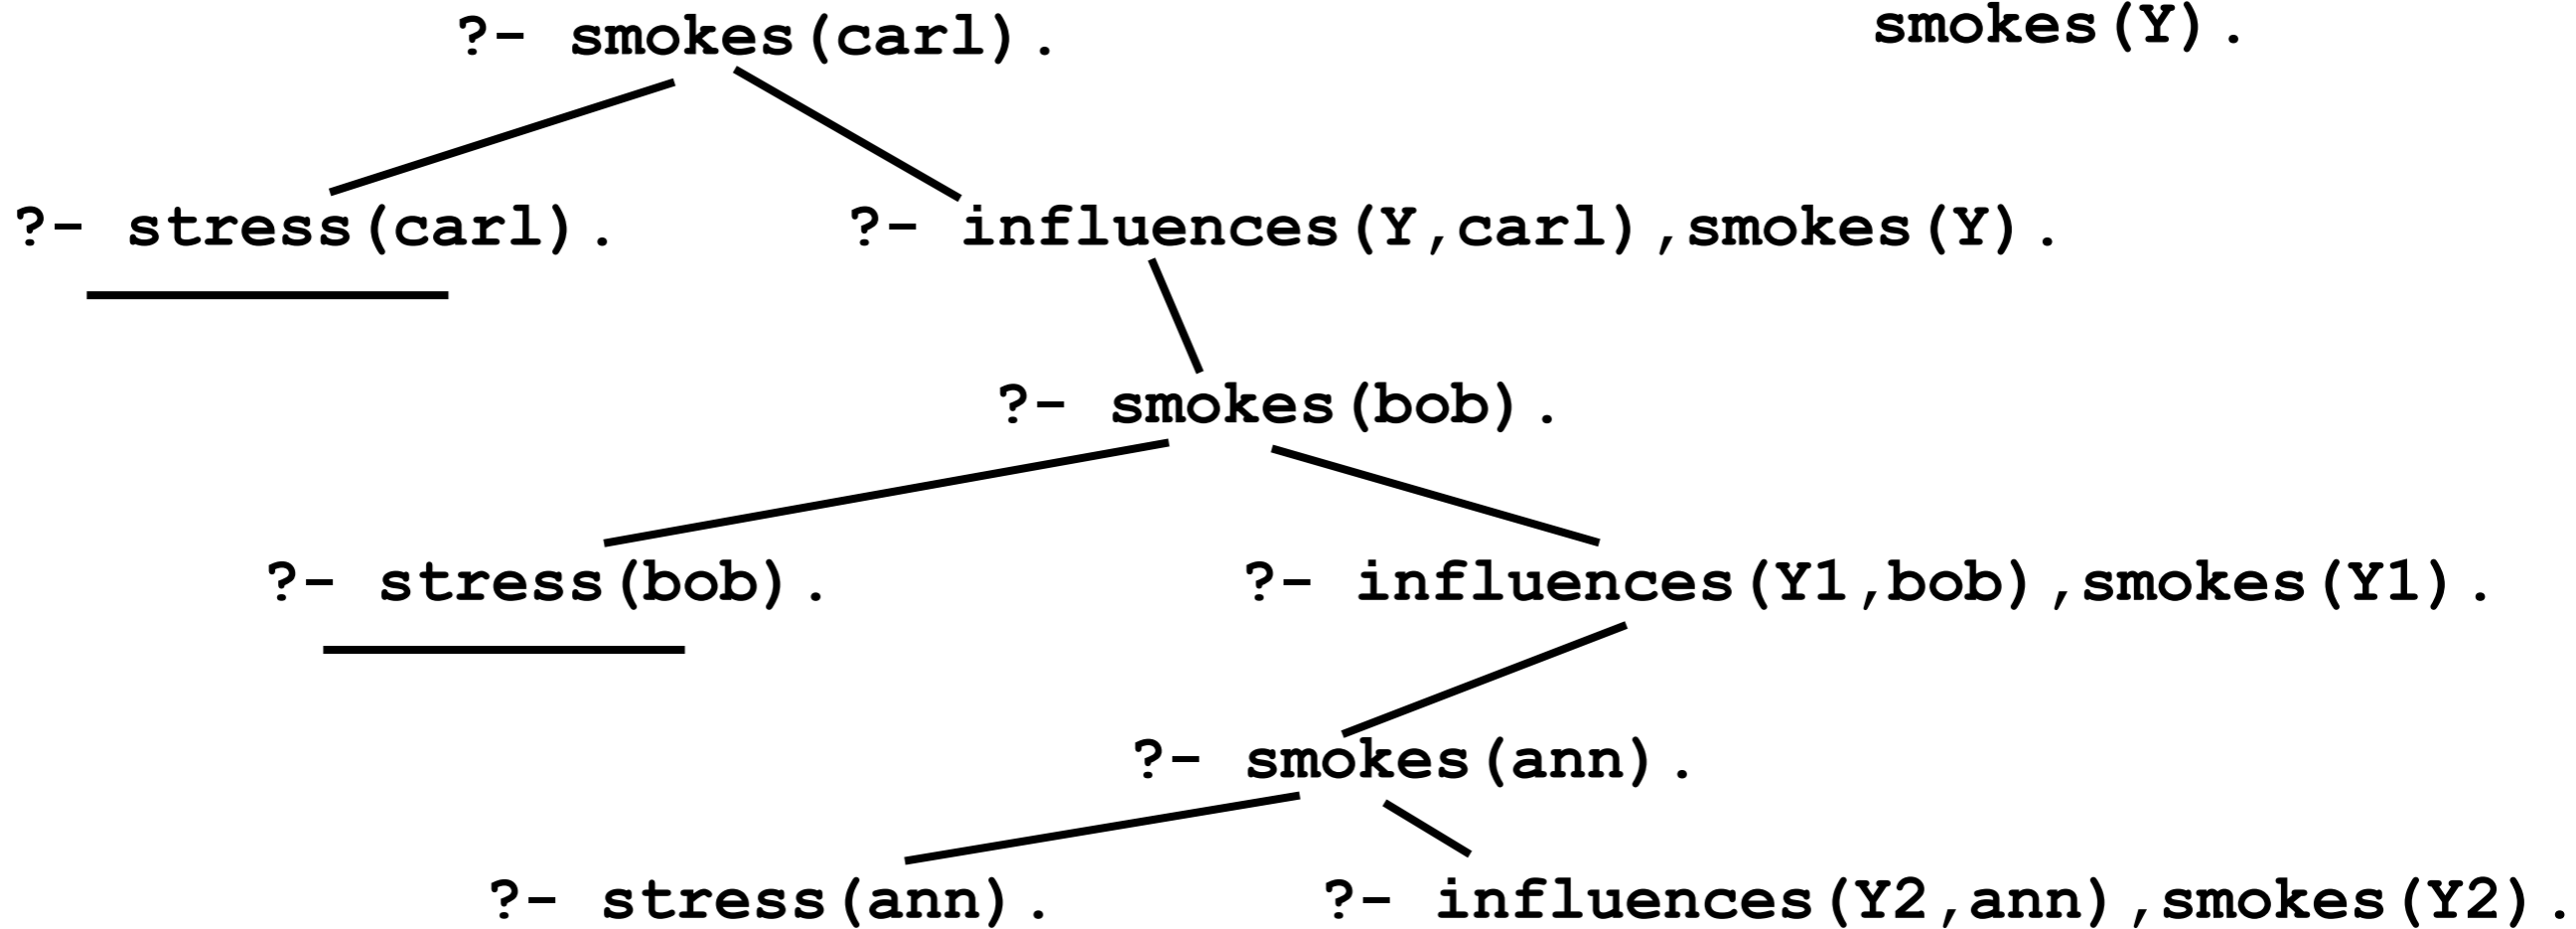 ?- smokes(carl).
smokes(Y).
?- stress(carl).
?- influences(Y,carl),smokes(Y).
?- smokes(bob).
?- stress(bob).
?- influences(Y1,bob),smokes(Y1).
?- smokes(ann).
?- stress(ann).
?- influences(Y2,ann),smokes(Y2).